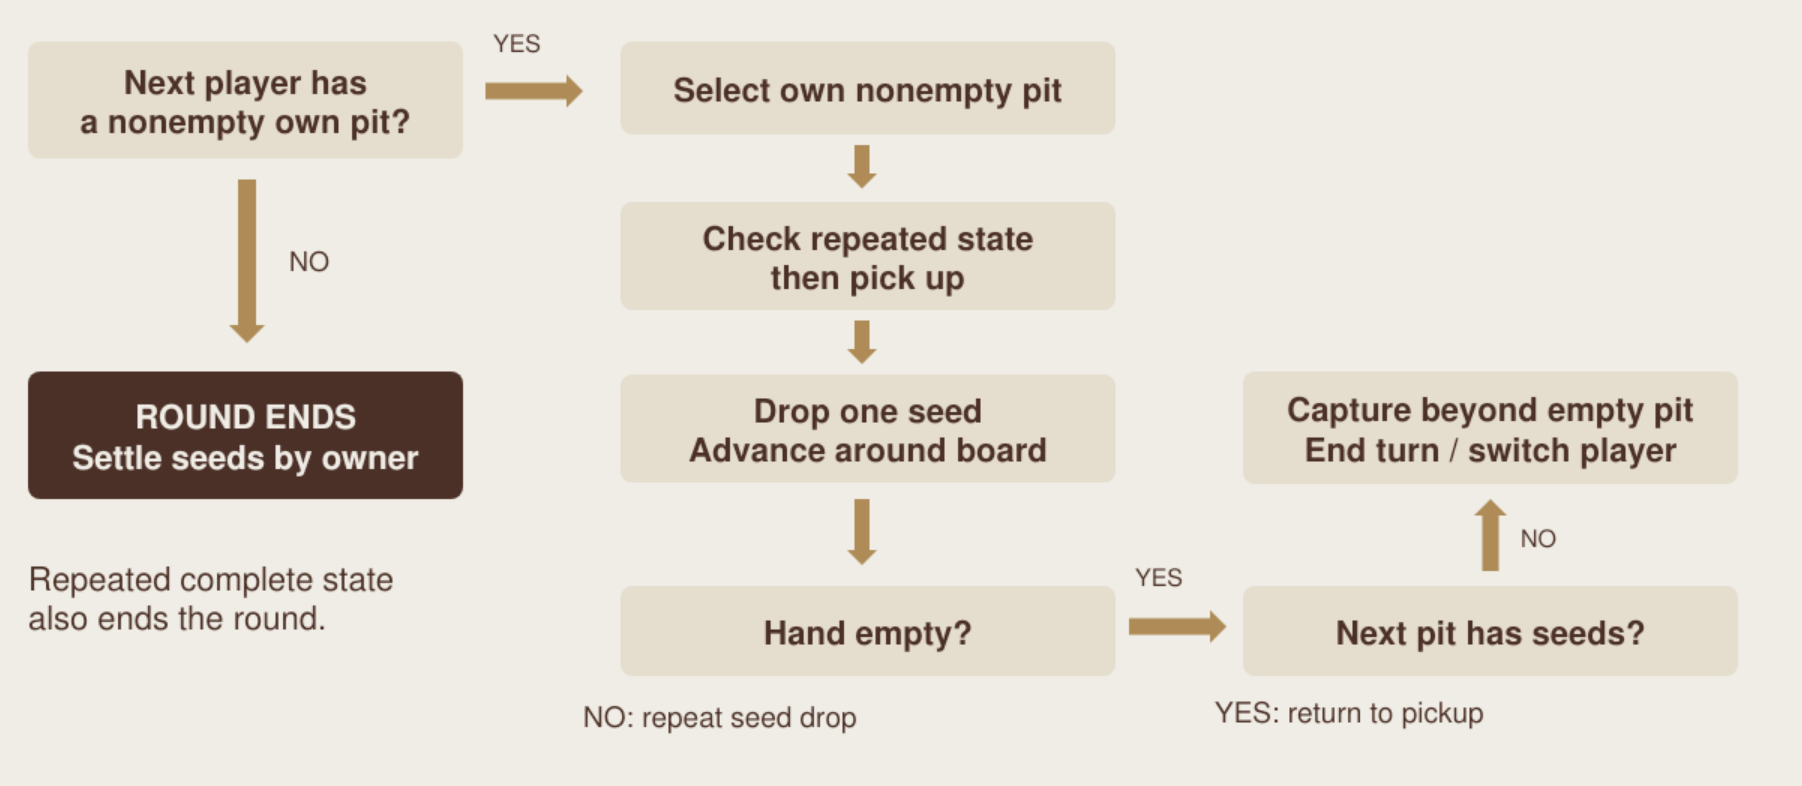 Next player has
a nonempty own pit?
YES
Select own nonempty pit
Check repeated state
then pick up
NO
ROUND ENDS
Settle seeds by owner
Drop one seed
Advance around board
Capture beyond empty pit
End turn / switch player
NO
Repeated complete state
also ends the round.
Hand empty?
YES
Next pit has seeds?
NO: repeat seed drop
YES: return to pickup